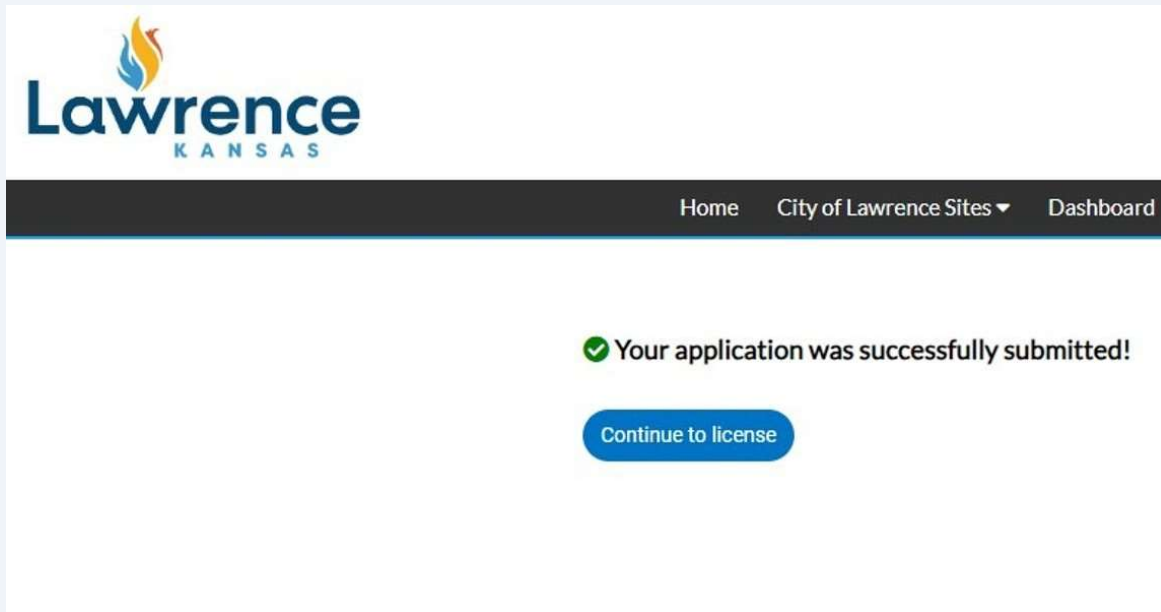 Lawrence
KANSAS
Home City of Lawrence Sites Dashboard
Your application was successfully submitted!
Continue to license